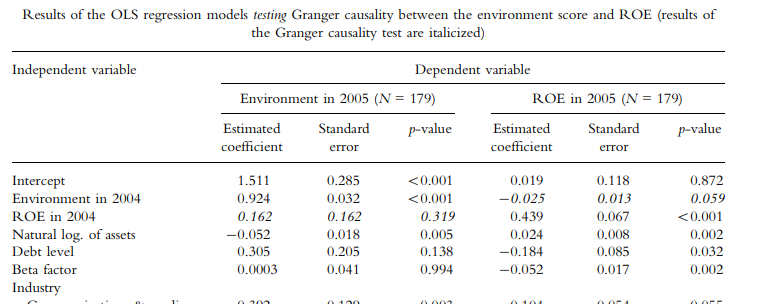 Results of the OLS regression models testing Granger causality between the environment score and ROE (results of
the Granger causality test are italicized)
Independent variable Dependent variable
Environment in 2005 (N = 179) ROE in 2005 (N = 179)
Estimated Standard p-value Estimated Standard p-value
coefficient error coefficient error
Intercept 1.511 0.285 <0.001 0.019 0.118 0.872
Environment in 2004 0.924 0.032 <0.001 −0.025 0.013 0.059
ROE in 2004 0.162 0.162 0.319 0.439 0.067 <0.001
Natural log. of assets −0.052 0.018 0.005 0.024 0.008 0.002
Debt level 0.305 0.205 0.138 −0.184 0.085 0.032
Beta factor 0.0003 0.041 0.994 −0.052 0.017 0.002
Industry